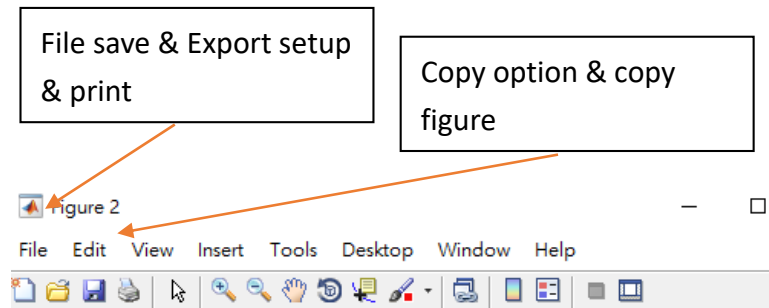 File save & Export setup
& print
Copy option & copy
figure
Figure 2
File Edit View Insert Tools Desktop Window Help